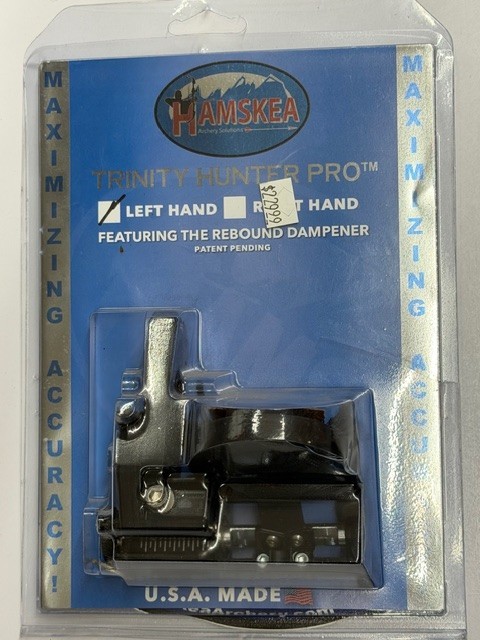 HAMSKEA
Archery Solutions
TRINITY HUNTER PRO™
LEFT HAND
HAND
$229.99
FEATURING THE REBOUND DAMPENER
PATENT PENDING
MAXIMIZING ACCURACY!
MAXIMIZING ACCU
U.S.A. MADE